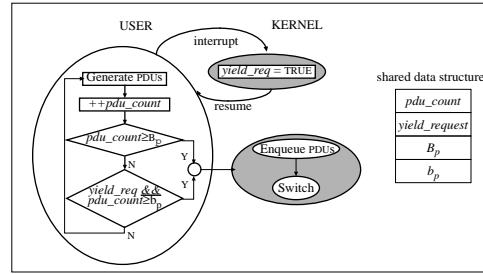 USER
KERNEL
interrupt
Generate PDUs
yield_req = TRUE
++pdu_count
resume
shared data structure
pdu_count
yield_request
B_p
b_p
pdu_count≥B_p
Y
N
Enqueue PDUs
Switch
yield_req &&
pdu_count≥b_p
Y
N